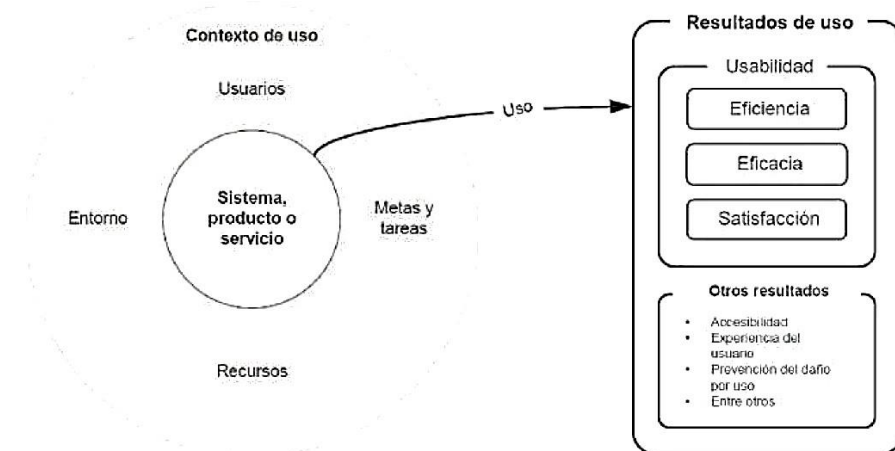 Contexto de uso
Usuarios
Entorno
Sistema,
producto o
servicio
Metas y
tareas
Recursos
Uso
Resultados de uso
Usabilidad
Eficiencia
Eficacia
Satisfacción
Otros resultados
• Accesibilidad
• Experiencia del
usuario
• Prevención del daño
por uso
• Entre otros